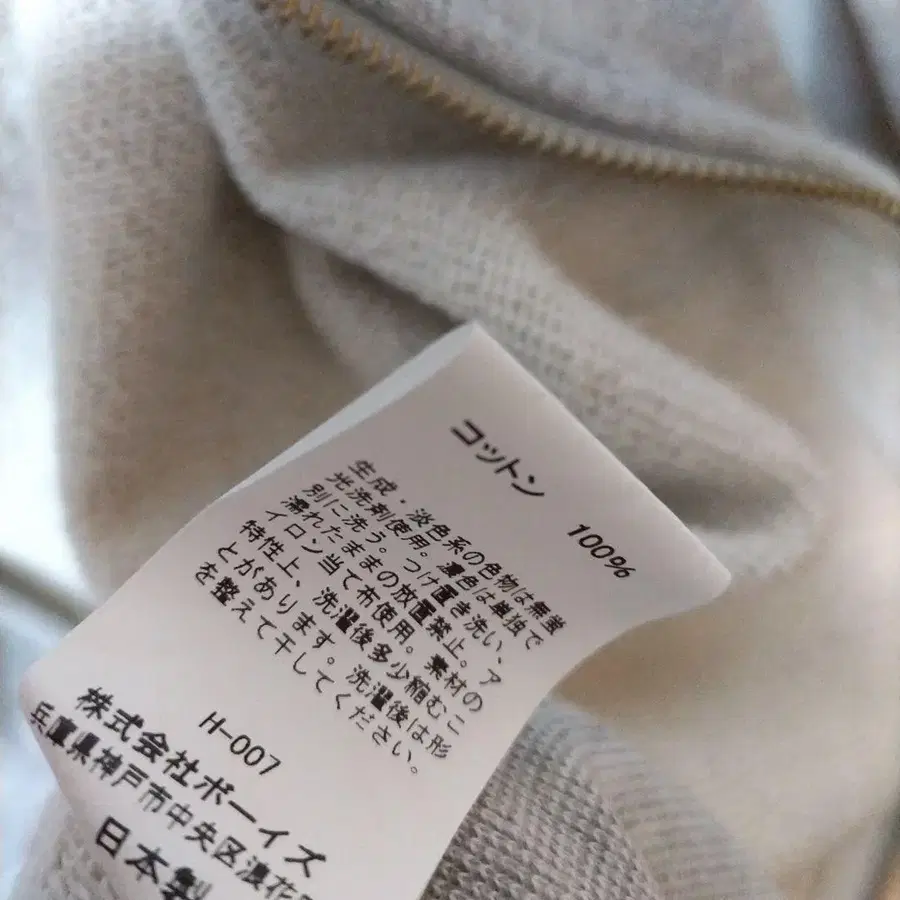 コットン 100%
生成・淡色系の色物は無蛍
光洗剤使用。濃色は単独で
別に洗う。つけ置き洗い、
濡れたままの放置禁止。ア
イロン当て布使用。素材の
特性上、洗濯後多少縮むこ
とがあります。洗濯後は形
を整えて干してください。
H-007
株式会社ボーイズ
兵庫県神戸市中央区浪花
日本製